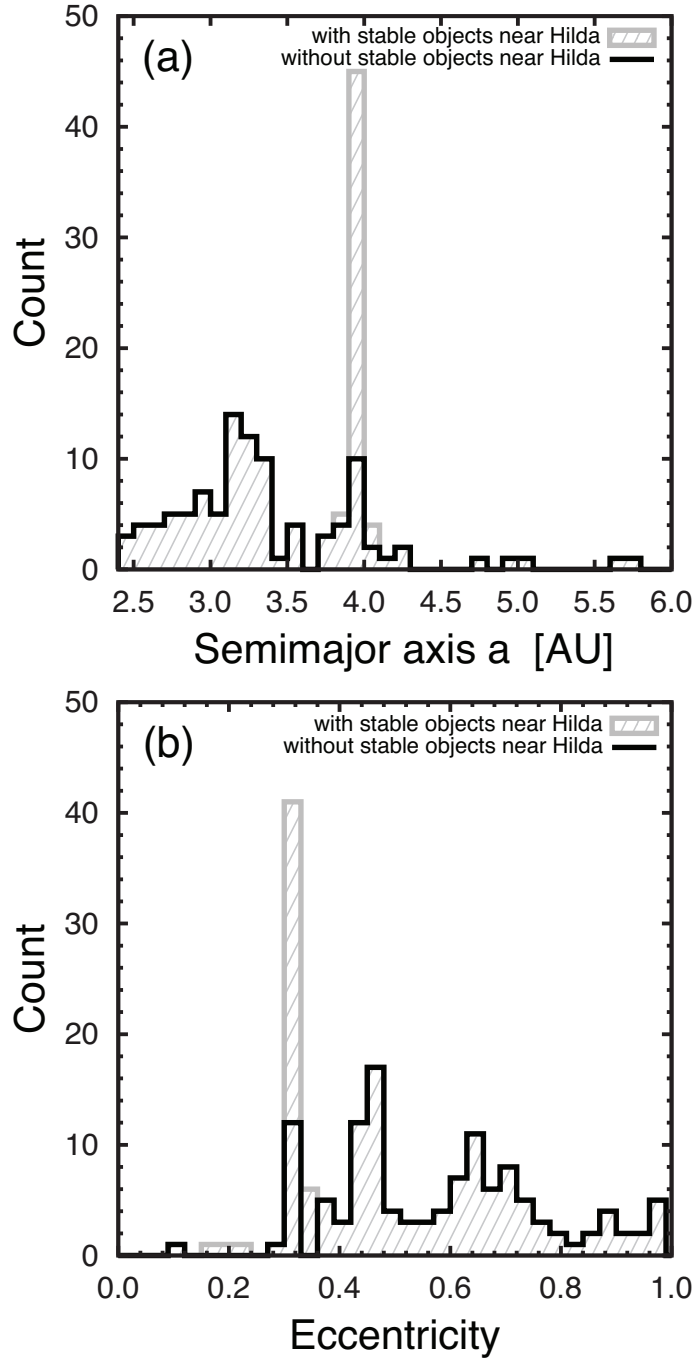 50
(a)
with stable objects near Hilda
without stable objects near Hilda
40
30
Count
20
10
0
2.5 3.0 3.5 4.0 4.5 5.0 5.5 6.0
Semimajor axis a [AU]
50
(b)
with stable objects near Hilda
without stable objects near Hilda
40
30
Count
20
10
0
0.0 0.2 0.4 0.6 0.8 1.0
Eccentricity